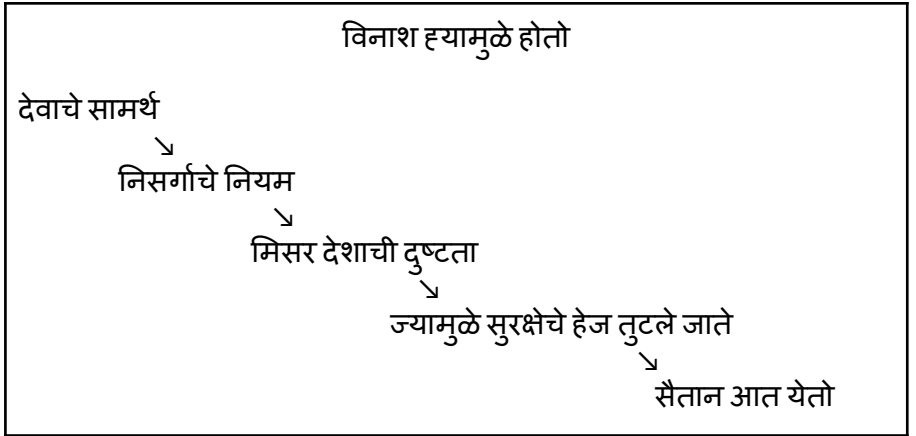 विनाश ह्यामुळे होतो
देवाचे सामर्थ
↘
निसर्गाचे नियम
↘
मिसर देशाची दुष्टता
↘
ज्यामुळे सुरक्षेचे हेज तुटले जाते
↘
सैतान आत येतो